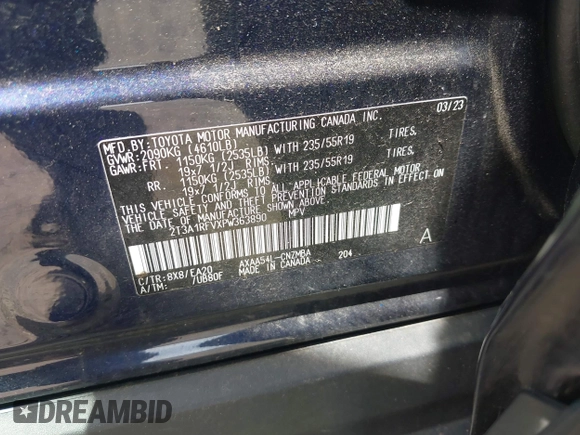 MFD.BY:TOYOTA MOTOR MANUFACTURING CANADA,INC. 03/23
GVWR:2090KG (4610LB)
GAWR:FRT. 1150KG (2535LB) WITH 235/55R19 TIRES.
19x7 1/2J RIMS.
RR. 1150KG (2535LB) WITH 235/55R19 TIRES.
19x7 1/2J RIMS.
THIS VEHICLE CONFORMS TO ALL APPLICABLE FEDERAL MOTOR
VEHICLE SAFETY AND THEFT PREVENTION STANDARDS IN EFFECT ON
THE DATE OF MANUFACTURE SHOWN ABOVE.
2T3A1RFVXPW363890 MPV
C/TR:8X8/EA20 AXAA54L-CNZMBA 204 A
A/TM: /UB80F MADE IN CANADA
DREAMBID